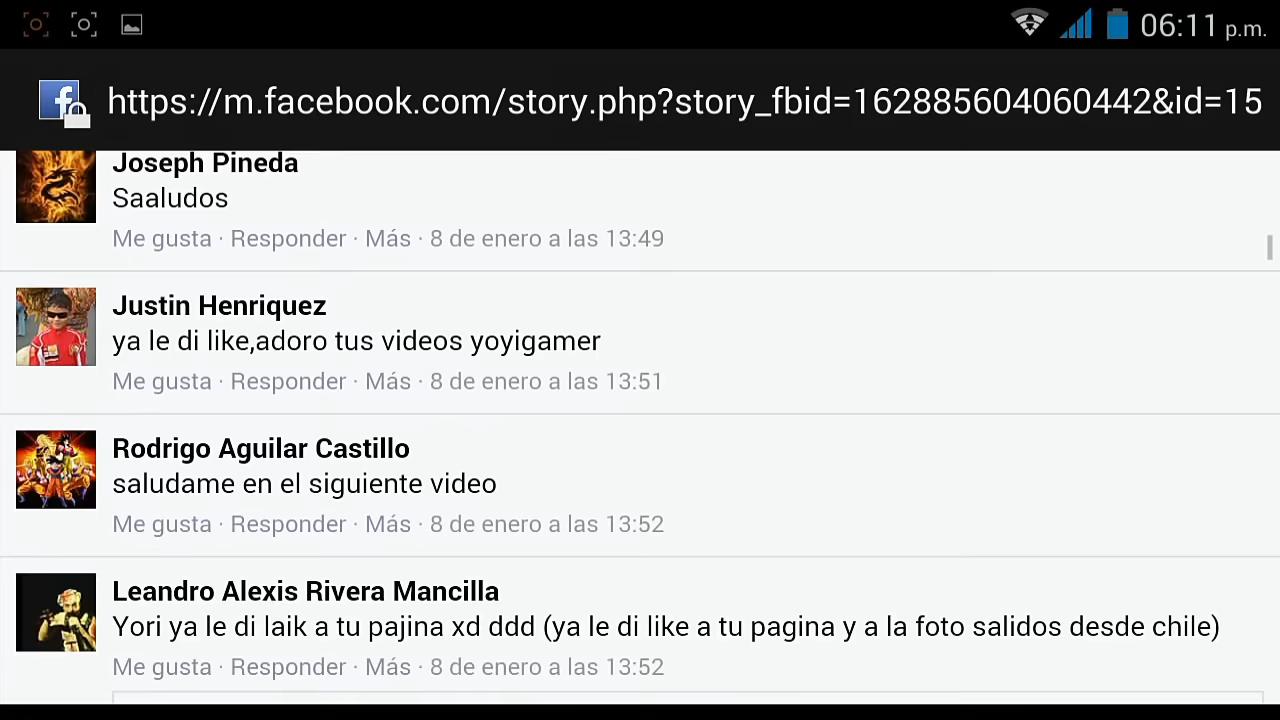 06:11 p.m.
https://m.facebook.com/story.php?story_fbid=162885604060442&id=15
Joseph Pineda
Saaludos
Me gusta · Responder · Más · 8 de enero a las 13:49
Justin Henriquez
ya le di like,adoro tus videos yoyigamer
Me gusta · Responder · Más · 8 de enero a las 13:51
Rodrigo Aguilar Castillo
saludame en el siguiente video
Me gusta · Responder · Más · 8 de enero a las 13:52
Leandro Alexis Rivera Mancilla
Yori ya le di laik a tu pajina xd ddd (ya le di like a tu pagina y a la foto salidos desde chile)
Me gusta · Responder · Más · 8 de enero a las 13:52